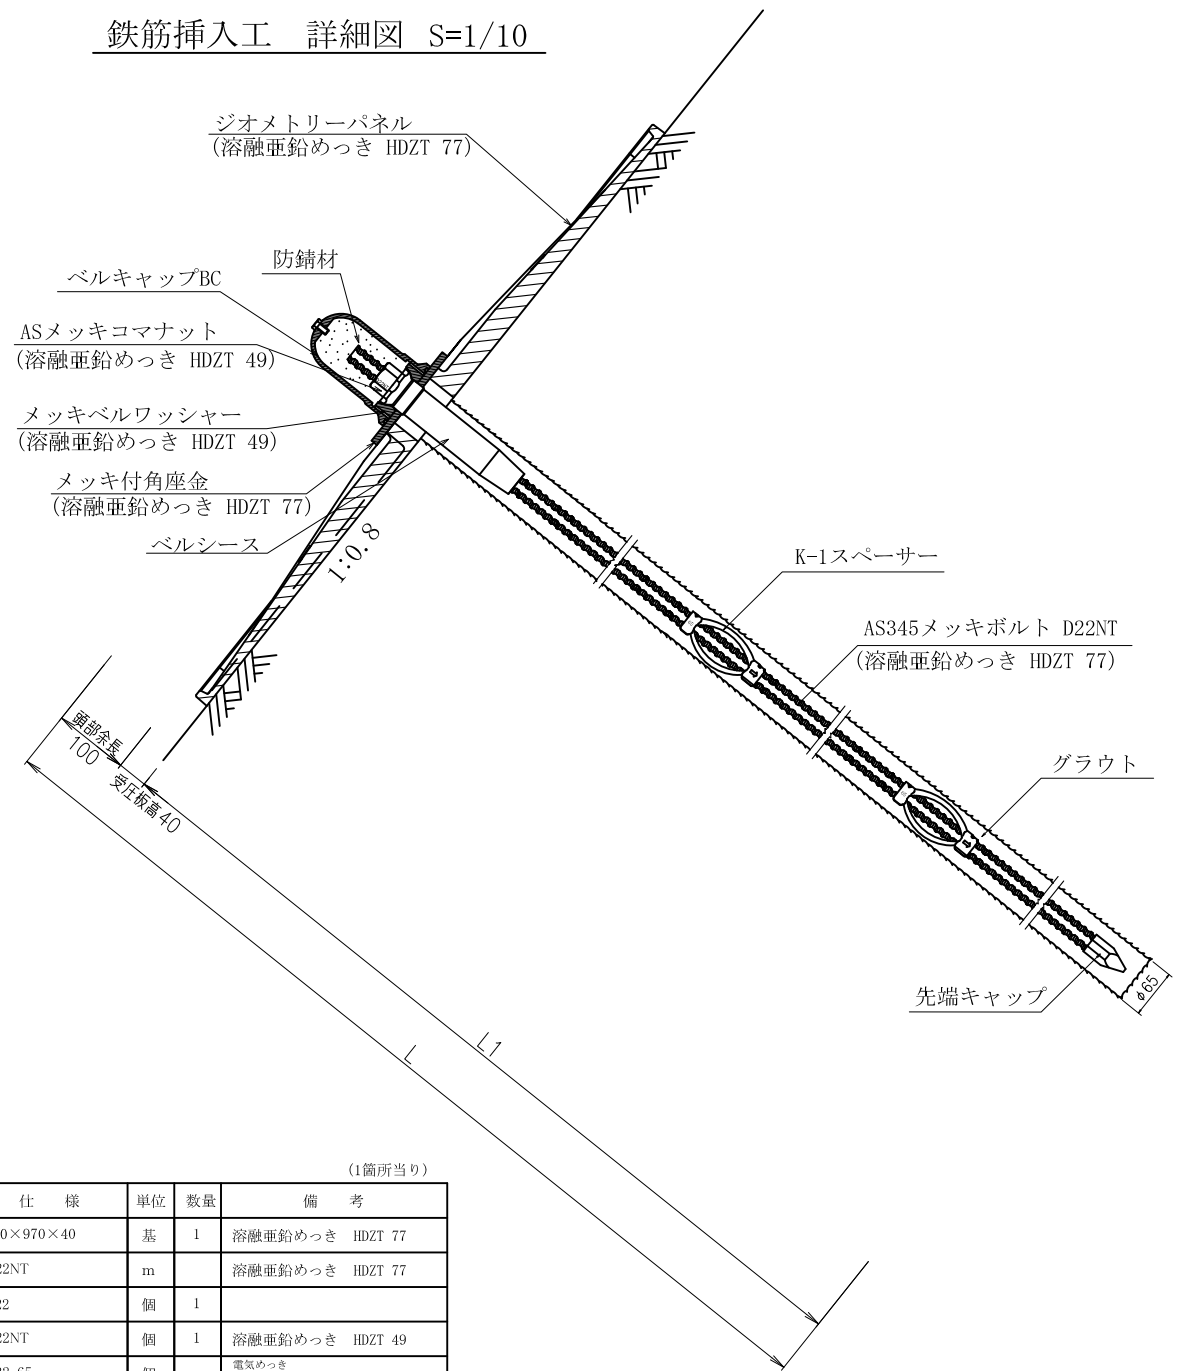 鉄筋挿入工　詳細図 S=1/10
ジオメトリーパネル
(溶融亜鉛めっき HDZT 77)
防錆材
ベルキャップBC
ASメッキコマナット
(溶融亜鉛めっき HDZT 49)
メッキベルワッシャー
(溶融亜鉛めっき HDZT 49)
メッキ付角座金
(溶融亜鉛めっき HDZT 77)
ベルシース
1:0.8
K-1スペーサー
AS345メッキボルト D22NT
(溶融亜鉛めっき HDZT 77)
グラウト
先端キャップ
φ65
頭部余長
100
受圧板高40
L1
L
(1箇所当り)
仕　様 単位 数量 備　考
0×970×40 基 1 溶融亜鉛めっき HDZT 77
22NT m 溶融亜鉛めっき HDZT 77
22 個 1
22NT 個 1 溶融亜鉛めっき HDZT 49
電気めっき